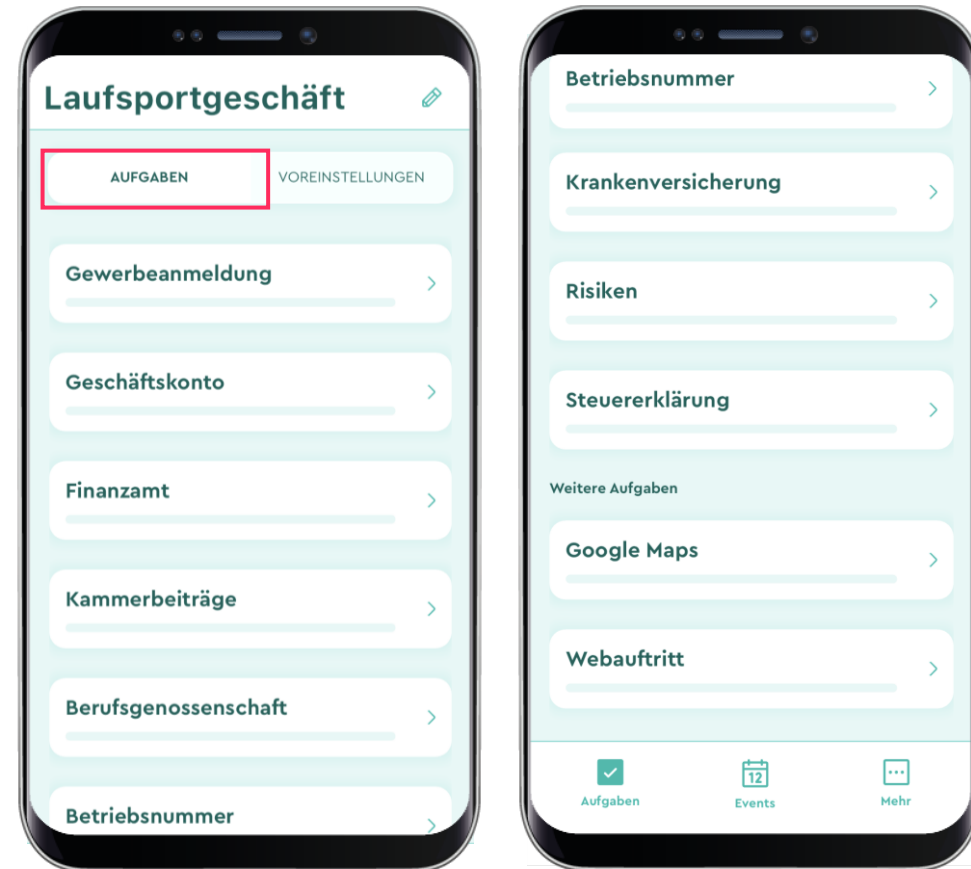 Laufsportgeschäft
AUFGABEN
VOREINSTELLUNGEN
Gewerbeanmeldung
Geschäftskonto
Finanzamt
Kammerbeiträge
Berufsgenossenschaft
Betriebsnummer
Betriebsnummer
Krankenversicherung
Risiken
Steuererklärung
Weitere Aufgaben
Google Maps
Webauftritt
12
Aufgaben
Events
Mehr